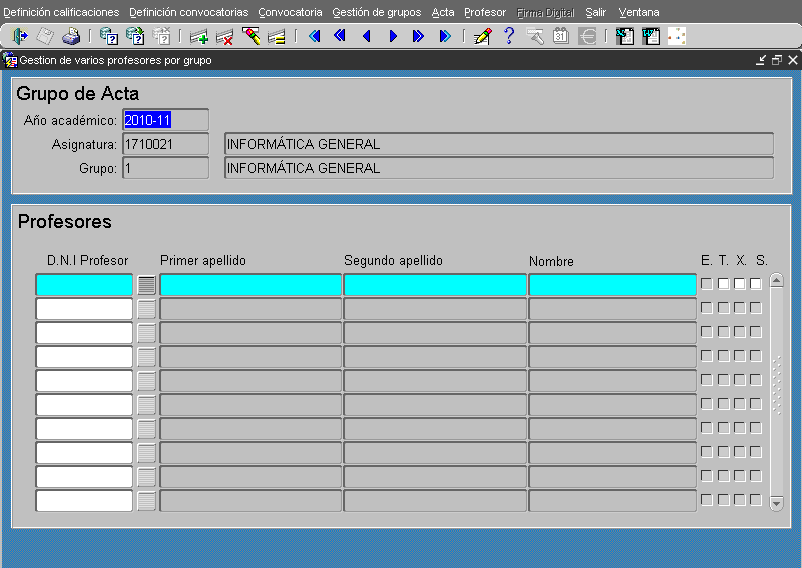 Definición calificaciones Definición convocatorias Convocatoria Gestión de grupos Acta Profesor Firma Digital Salir Ventana
Gestion de varios profesores por grupo
Grupo de Acta
Año académico: 2010-11
Asignatura: 1710021 INFORMÁTICA GENERAL
Grupo: 1 INFORMÁTICA GENERAL
Profesores
D.N.I Profesor Primer apellido Segundo apellido Nombre E. T. X. S.